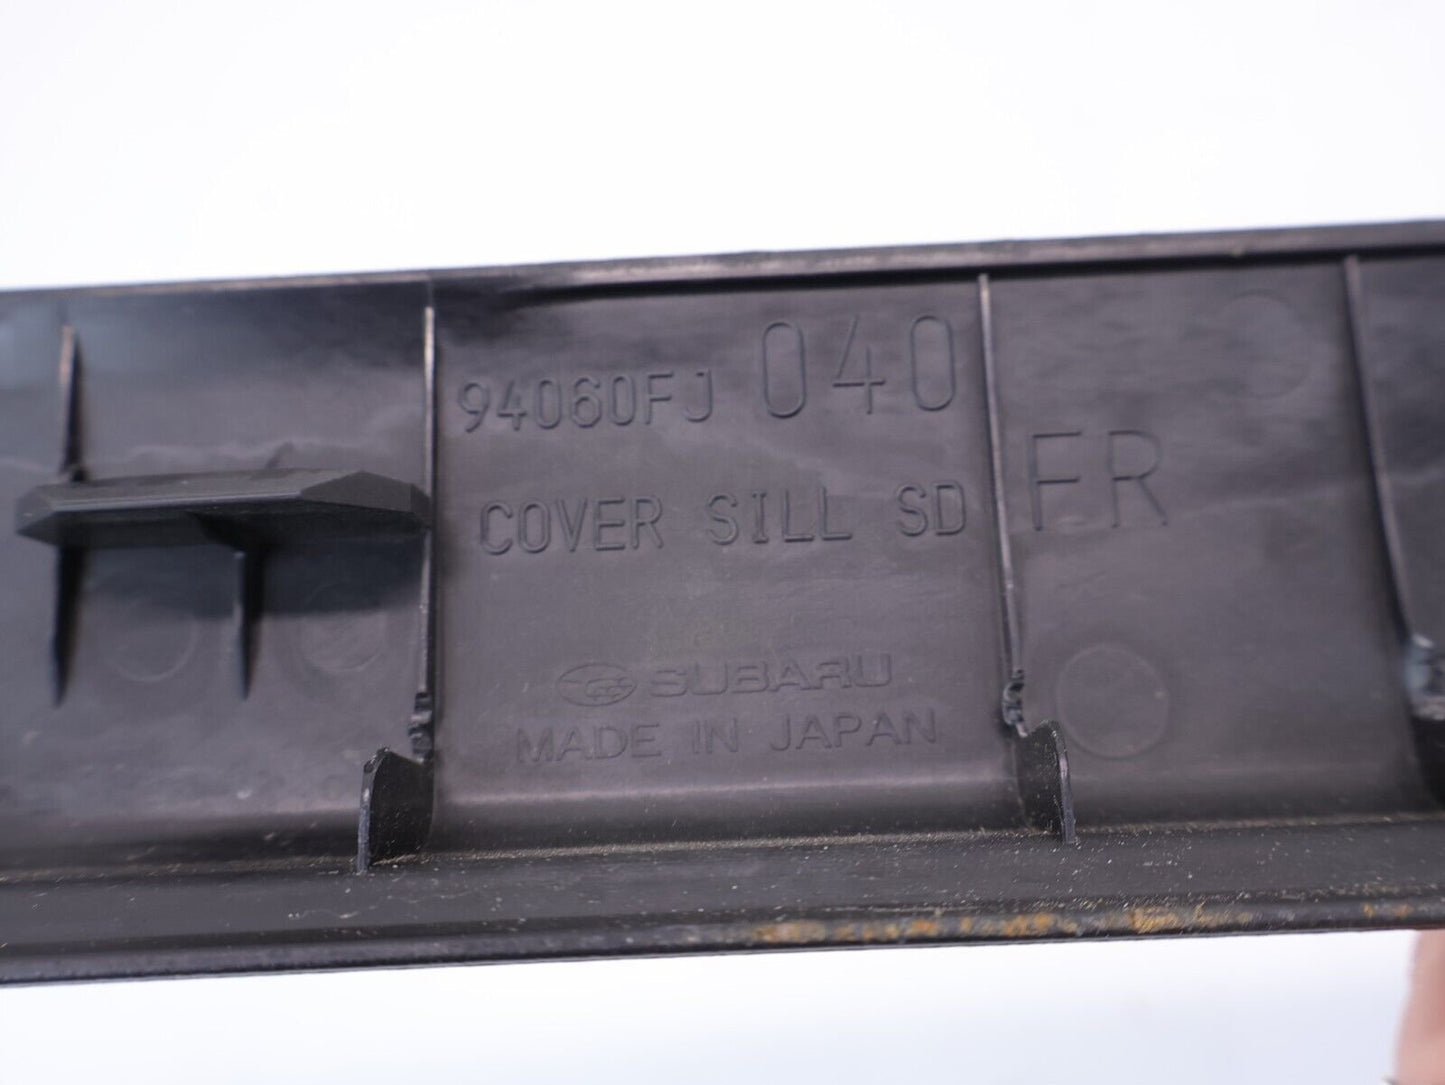 94060FJ 040
COVER SILL SD FR
SUBARU
MADE IN JAPAN